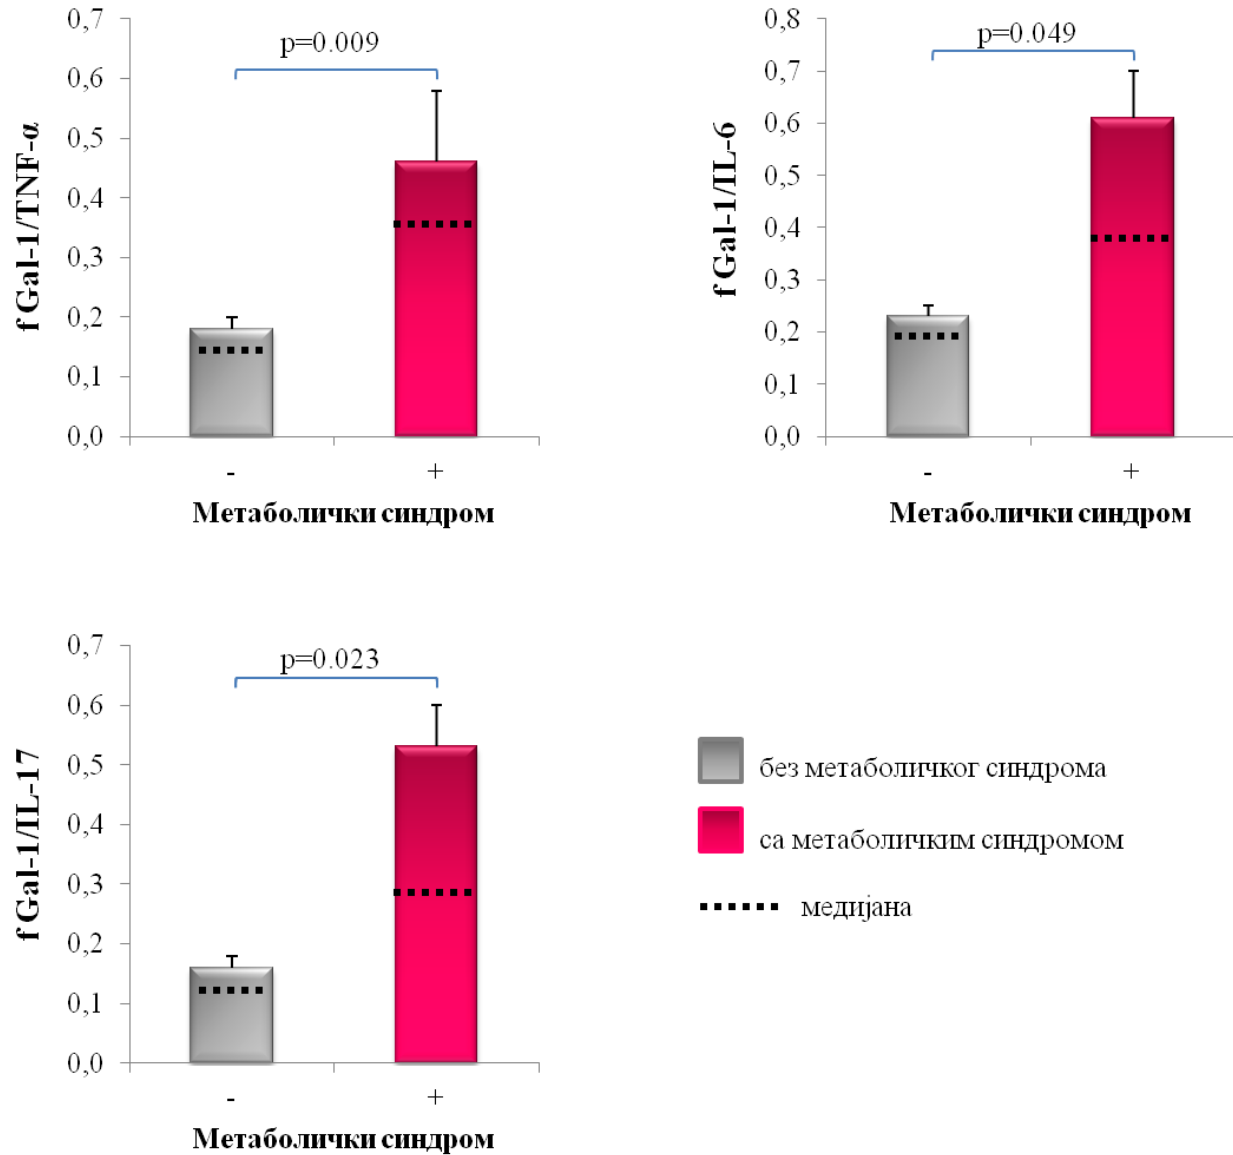 0,7
0,6
0,5
0,4
0,3
0,2
0,1
0,0
f Gal-1/TNF-α
p=0.009
- +
Метаболички синдром
0,8
0,7
0,6
0,5
0,4
0,3
0,2
0,1
0,0
f Gal-1/IL-6
p=0.049
- +
Метаболички синдром
0,7
0,6
0,5
0,4
0,3
0,2
0,1
0,0
f Gal-1/IL-17
p=0.023
- +
Метаболички синдром
без метаболичког синдрома
са метаболичким синдромом
медијана